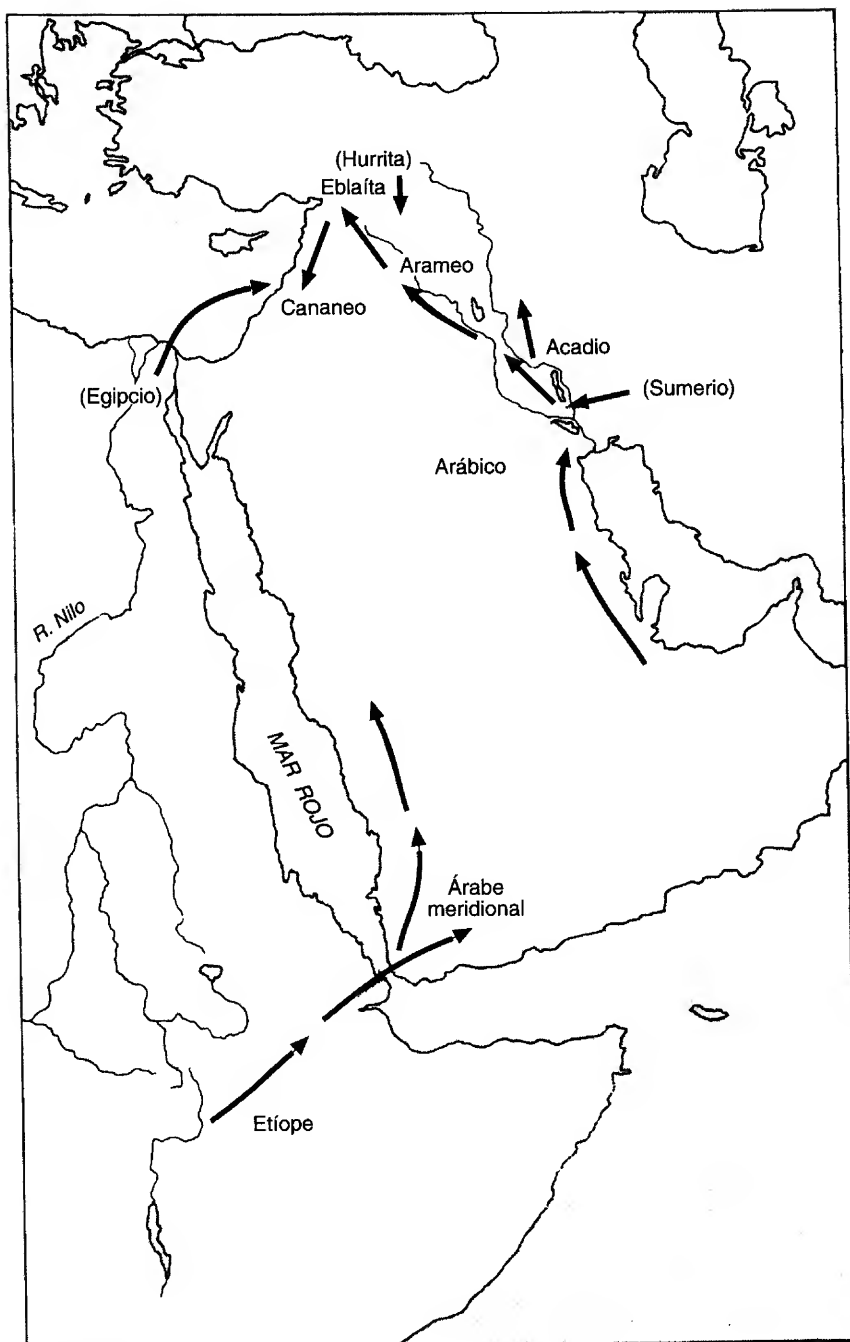 (Hurrita)
Eblaíta
Arameo
Cananeo
Acadio
(Egipcio)
(Sumerio)
Arábico
R. Nilo
MAR ROJO
Árabe
meridional
Etíope